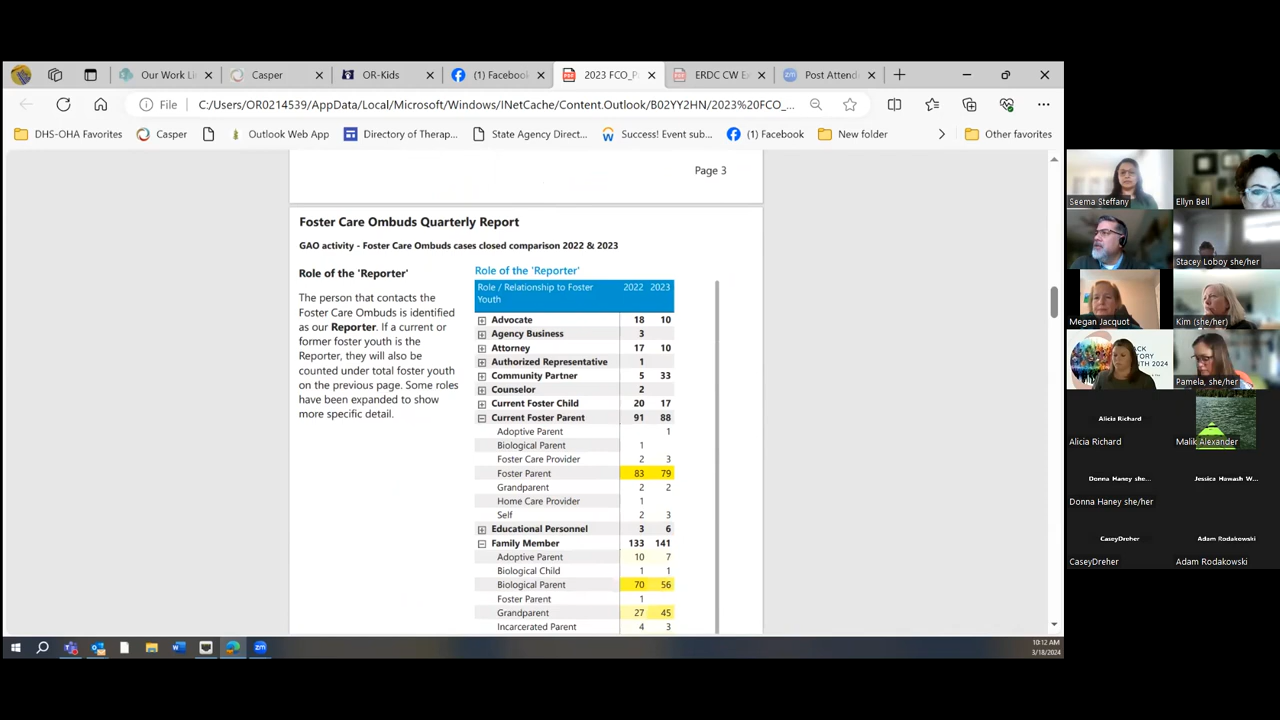 Our Work Li
Casper
OR-Kids
(1) Facebook
2023 FCO_P
ERDC CW E
Post Attend
File
C:/Users/OR0214539/AppData/Local/Microsoft/Windows/INetCache/Content.Outlook/B02YY2HN/2023%20FCO_...
DHS-OHA Favorites
Casper
Outlook Web App
Directory of Therap...
State Agency Direct...
Success! Event sub...
(1) Facebook
New folder
Other favorites
Page 3
Foster Care Ombuds Quarterly Report
GAO activity - Foster Care Ombuds cases closed comparison 2022 & 2023
Role of the 'Reporter'
The person that contacts the
Foster Care Ombuds is identified
as our Reporter. If a current or
former foster youth is the
Reporter, they will also be
counted under total foster youth
on the previous page. Some roles
have been expanded to show
more specific detail.
Role of the 'Reporter'
Role / Relationship to Foster Youth 2022 2023
Advocate 18 10
Agency Business 3
Attorney 17 10
Authorized Representative 1
Community Partner 5 33
Counselor 2
Current Foster Child 20 17
Current Foster Parent 91 88
Adoptive Parent 1
Biological Parent 1
Foster Care Provider 2 3
Foster Parent 83 79
Grandparent 2 2
Home Care Provider 1
Self 2 3
Educational Personnel 3 6
Family Member 133 141
Adoptive Parent 10 7
Biological Child 1 1
Biological Parent 70 56
Foster Parent 1
Grandparent 27 45
Incarcerated Parent 4 3
10:12 AM
3/18/2024
Seema Steffany
Ellyn Bell
Stacey Loboy she/her
Megan Jacquot
Kim (she/her)
Pamela, she/her
Alicia Richard
Alicia Richard
Malik Alexander
Donna Haney she...
Donna Haney she/her
Jessica Hawash W...
CaseyDreher
CaseyDreher
Adam Rodakowski
Adam Rodakowski